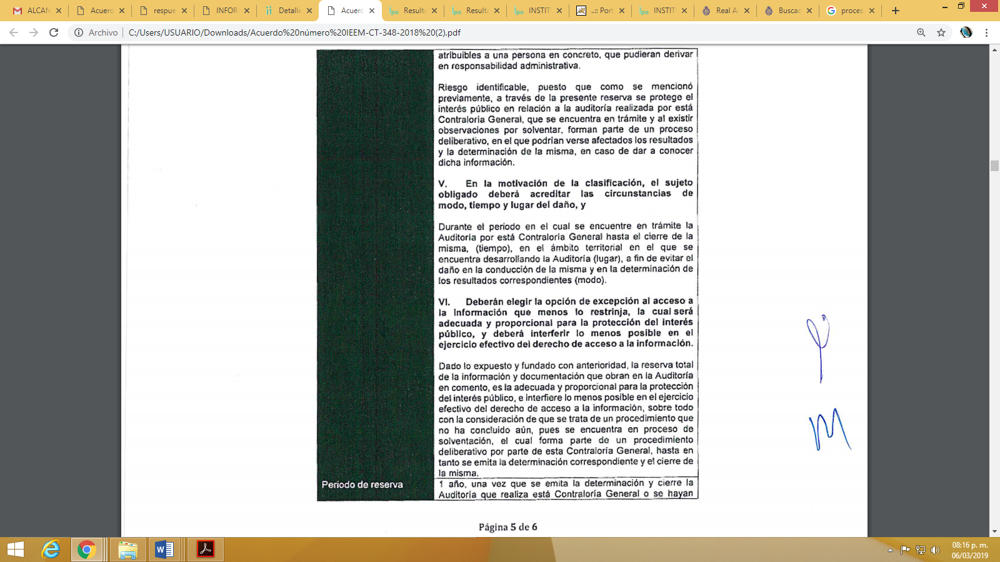 ALCAN
Acuerd
respue
INFORI
Detalle
Acuerd
Resulta
Resulta
INSTIT
..:: Port
INSTIT
Real A
Buscad
proces
Archivo
C:/Users/USUARIO/Downloads/Acuerdo%20número%20IEEM-CT-348-2018%20(2).pdf
atribuibles a una persona en concreto, que pudieran derivar
en responsabilidad administrativa.
Riesgo identificable, puesto que como se mencionó
previamente, a través de la presente reserva se protege el
interés público en relación a la auditoría realizada por está
Contraloría General, que se encuentra en trámite y al existir
observaciones por solventar, forman parte de un proceso
deliberativo, en el que podrían verse afectados los resultados
y la determinación de la misma, en caso de dar a conocer
dicha información.
V. En la motivación de la clasificación, el sujeto
obligado deberá acreditar las circunstancias de
modo, tiempo y lugar del daño, y
Durante el periodo en el cual se encuentre en trámite la
Auditoría por está Contraloría General hasta el cierre de la
misma, (tiempo), en el ámbito territorial en el que se
encuentra desarrollando la Auditoría (lugar), a fin de evitar el
daño en la conducción de la misma y en la determinación de
los resultados correspondientes (modo).
VI. Deberán elegir la opción de excepción al acceso a
la información que menos lo restrinja, la cual será
adecuada y proporcional para la protección del interés
público, y deberá interferir lo menos posible en el
ejercicio efectivo del derecho de acceso a la información.
Dado lo expuesto y fundado con anterioridad, la reserva total
de la información y documentación que obran en la Auditoría
en comento, es la adecuada y proporcional para la protección
del interés público, e interfiere lo menos posible en el ejercicio
efectivo del derecho de acceso a la información, sobre todo
con la consideración de que se trata de un procedimiento que
no ha concluido aún, pues se encuentra en proceso de
solventación, el cual forma parte de un procedimiento
deliberativo por parte de esta Contraloría General, hasta en
tanto se emita la determinación correspondiente y el cierre de
la misma.
Periodo de reserva
1 año, una vez que se emita la determinación y cierre la
Auditoría que realiza está Contraloría General o se hayan
Página 5 de 6
08:16 p. m.
06/03/2019